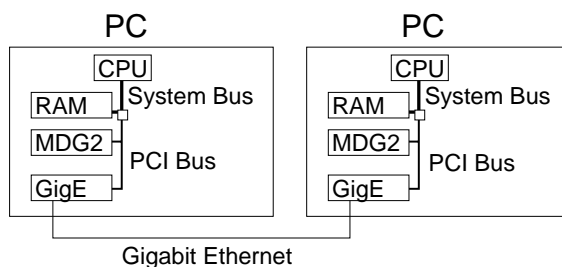 PC
PC
CPU
System Bus
RAM
MDG2
PCI Bus
GigE
CPU
System Bus
RAM
MDG2
PCI Bus
GigE
Gigabit Ethernet